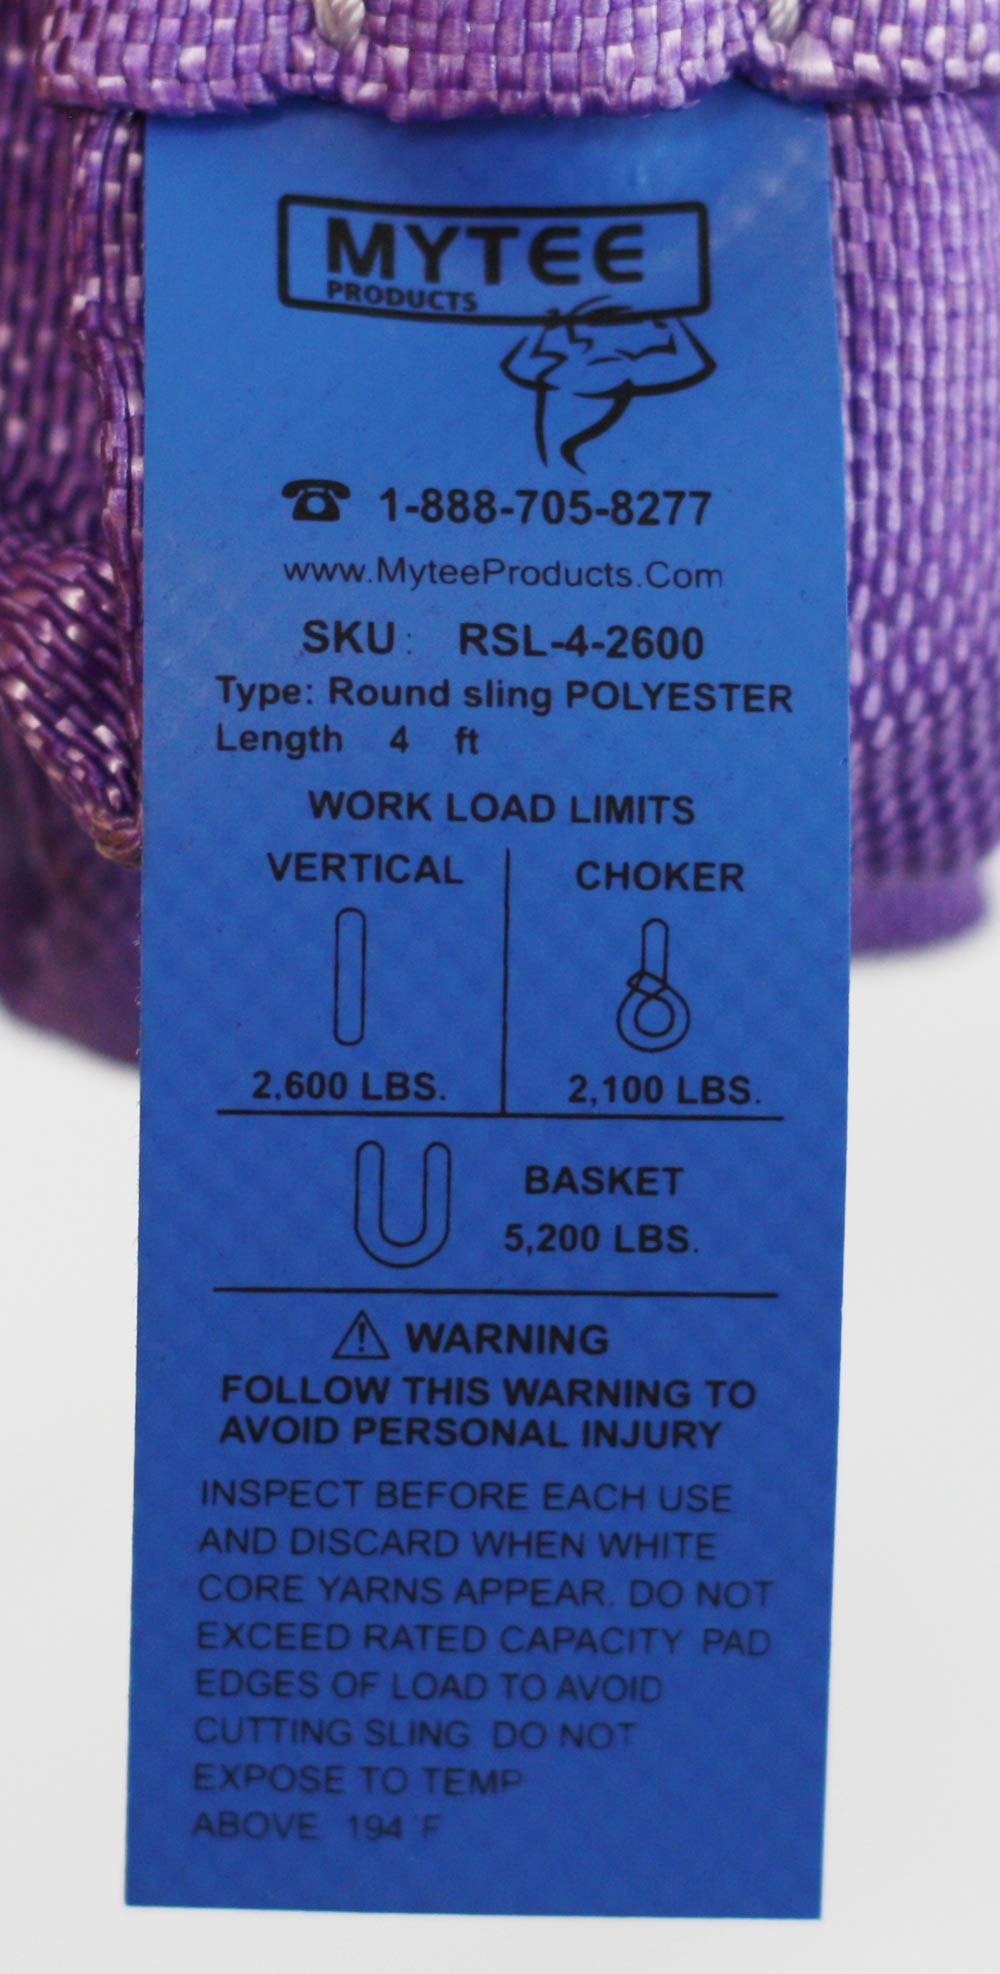 MYTEE
PRODUCTS
1-888-705-8277
www.MyteeProducts.Com
SKU: RSL-4-2600
Type: Round sling POLYESTER
Length 4 ft
WORK LOAD LIMITS
VERTICAL
2,600 LBS.
CHOKER
2,100 LBS.
BASKET
5,200 LBS.
WARNING
FOLLOW THIS WARNING TO
AVOID PERSONAL INJURY
INSPECT BEFORE EACH USE
AND DISCARD WHEN WHITE
CORE YARNS APPEAR. DO NOT
EXCEED RATED CAPACITY PAD
EDGES OF LOAD TO AVOID
CUTTING SLING DO NOT
EXPOSE TO TEMP
ABOVE 194°F